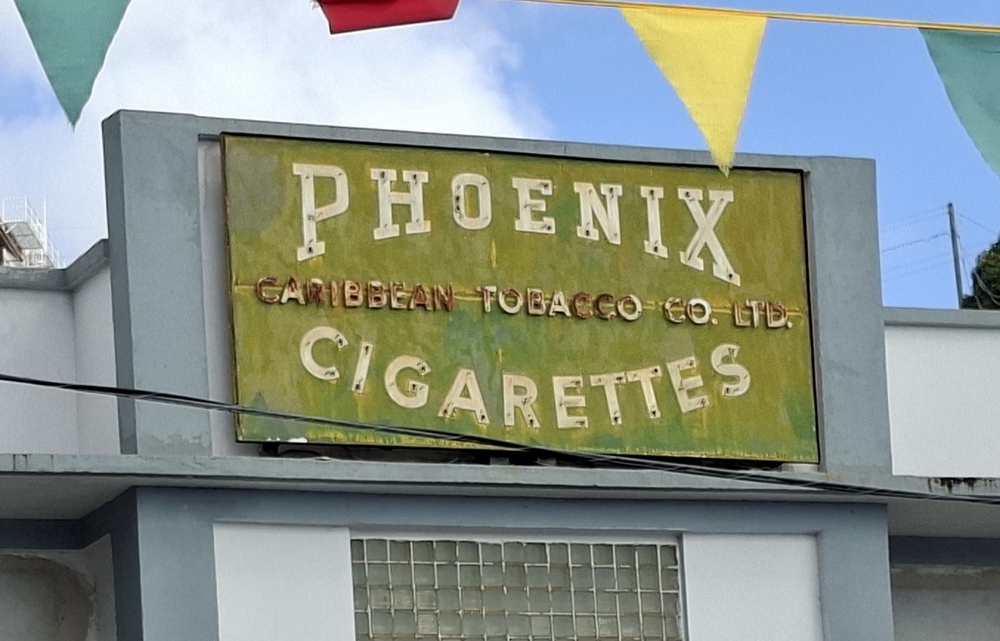 PHOENIX
CARIBBEAN TOBACCO CO. LTD.
CIGARETTES